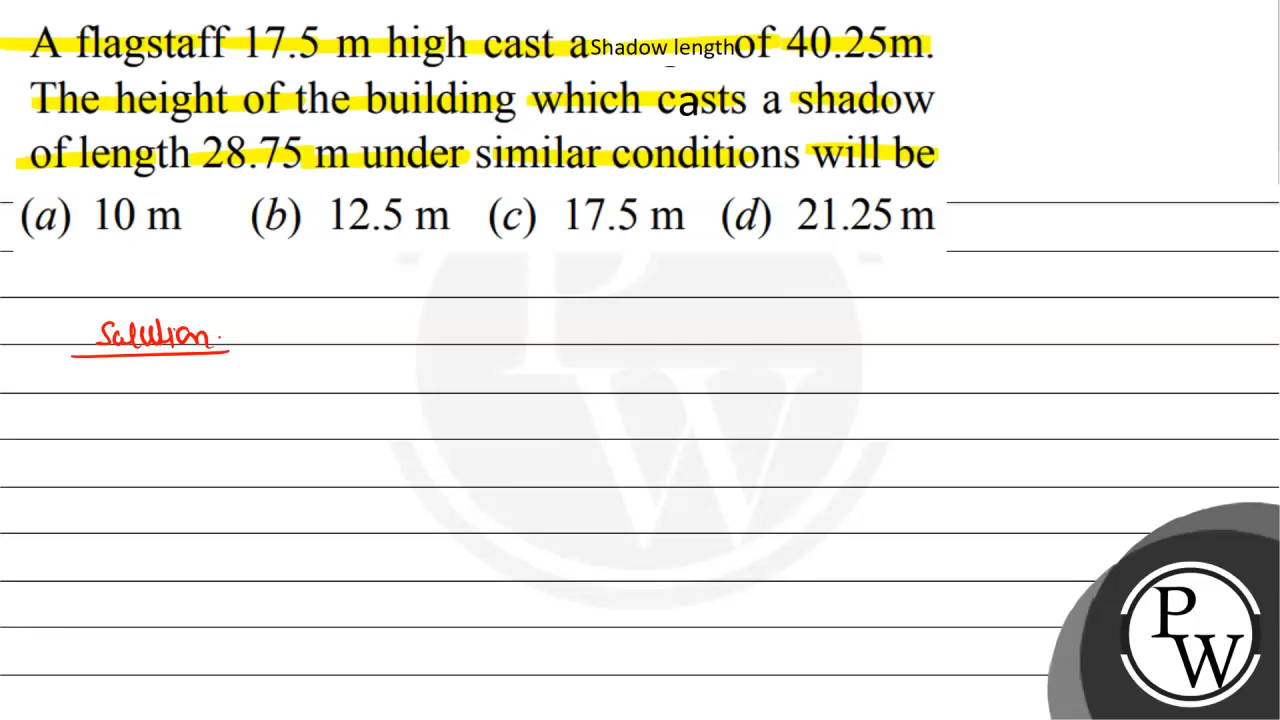 A flagstaff 17.5 m high cast a Shadow length of 40.25m.
The height of the building which casts a shadow
of length 28.75 m under similar conditions will be
(a) 10 m (b) 12.5 m (c) 17.5 m (d) 21.25 m
Solution.
P
W
P
W